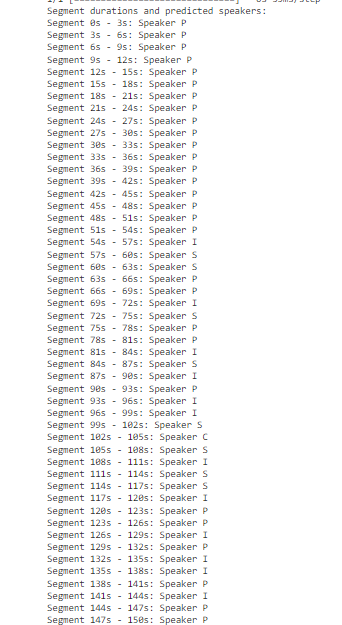 Segment durations and predicted speakers:
Segment 0s - 3s: Speaker P
Segment 3s - 6s: Speaker P
Segment 6s - 9s: Speaker P
Segment 9s - 12s: Speaker P
Segment 12s - 15s: Speaker P
Segment 15s - 18s: Speaker P
Segment 18s - 21s: Speaker P
Segment 21s - 24s: Speaker P
Segment 24s - 27s: Speaker P
Segment 27s - 30s: Speaker P
Segment 30s - 33s: Speaker P
Segment 33s - 36s: Speaker P
Segment 36s - 39s: Speaker P
Segment 39s - 42s: Speaker P
Segment 42s - 45s: Speaker P
Segment 45s - 48s: Speaker P
Segment 48s - 51s: Speaker P
Segment 51s - 54s: Speaker P
Segment 54s - 57s: Speaker I
Segment 57s - 60s: Speaker S
Segment 60s - 63s: Speaker S
Segment 63s - 66s: Speaker P
Segment 66s - 69s: Speaker P
Segment 69s - 72s: Speaker I
Segment 72s - 75s: Speaker S
Segment 75s - 78s: Speaker P
Segment 78s - 81s: Speaker P
Segment 81s - 84s: Speaker I
Segment 84s - 87s: Speaker S
Segment 87s - 90s: Speaker I
Segment 90s - 93s: Speaker P
Segment 93s - 96s: Speaker I
Segment 96s - 99s: Speaker I
Segment 99s - 102s: Speaker S
Segment 102s - 105s: Speaker C
Segment 105s - 108s: Speaker S
Segment 108s - 111s: Speaker I
Segment 111s - 114s: Speaker S
Segment 114s - 117s: Speaker S
Segment 117s - 120s: Speaker I
Segment 120s - 123s: Speaker P
Segment 123s - 126s: Speaker P
Segment 126s - 129s: Speaker I
Segment 129s - 132s: Speaker P
Segment 132s - 135s: Speaker I
Segment 135s - 138s: Speaker I
Segment 138s - 141s: Speaker P
Segment 141s - 144s: Speaker I
Segment 144s - 147s: Speaker P
Segment 147s - 150s: Speaker P